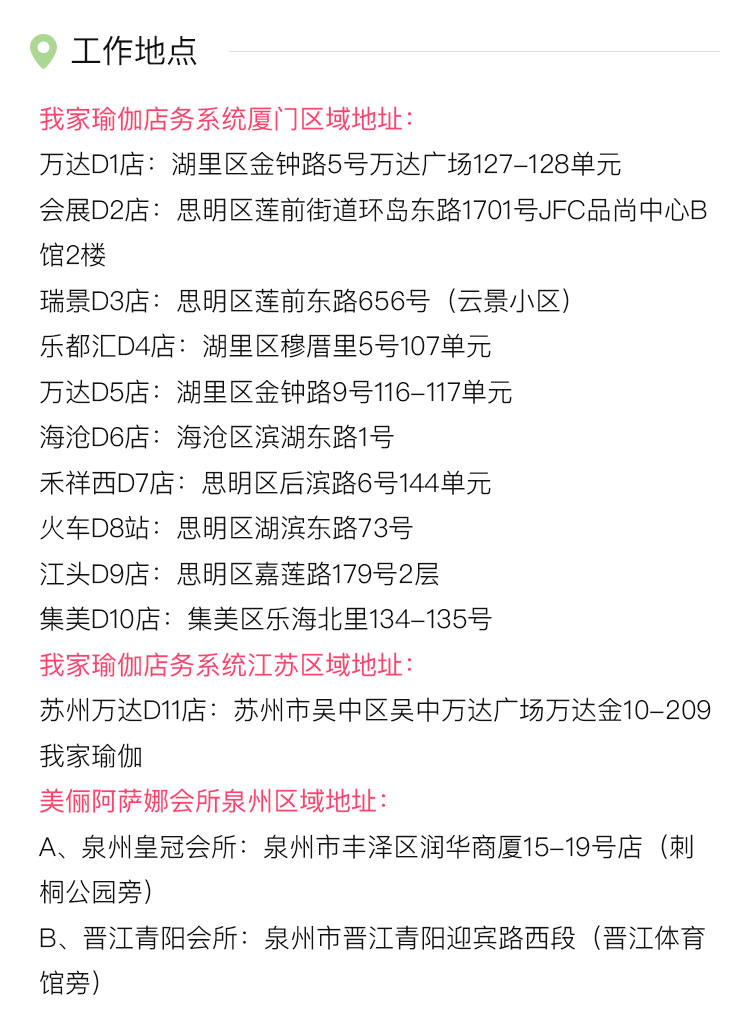 工作地点
我家瑜伽店务系统厦门区域地址：
万达D1店：湖里区金钟路5号万达广场127-128单元
会展D2店：思明区莲前街道环岛东路1701号JFC品尚中心B
馆2楼
瑞景D3店：思明区莲前东路656号（云景小区）
乐都汇D4店：湖里区穆厝里5号107单元
万达D5店：湖里区金钟路9号116-117单元
海沧D6店：海沧区滨湖东路1号
禾祥西D7店：思明区后滨路6号144单元
火车D8站：思明区湖滨东路73号
江头D9店：思明区嘉莲路179号2层
集美D10店：集美区乐海北里134-135号
我家瑜伽店务系统江苏区域地址：
苏州万达D11店：苏州市吴中区吴中万达广场万达金10-209
我家瑜伽
美俪阿萨娜会所泉州区域地址：
A、泉州皇冠会所：泉州市丰泽区润华商厦15-19号店（刺
桐公园旁）
B、晋江青阳会所：泉州市晋江青阳迎宾路西段（晋江体育
馆旁）